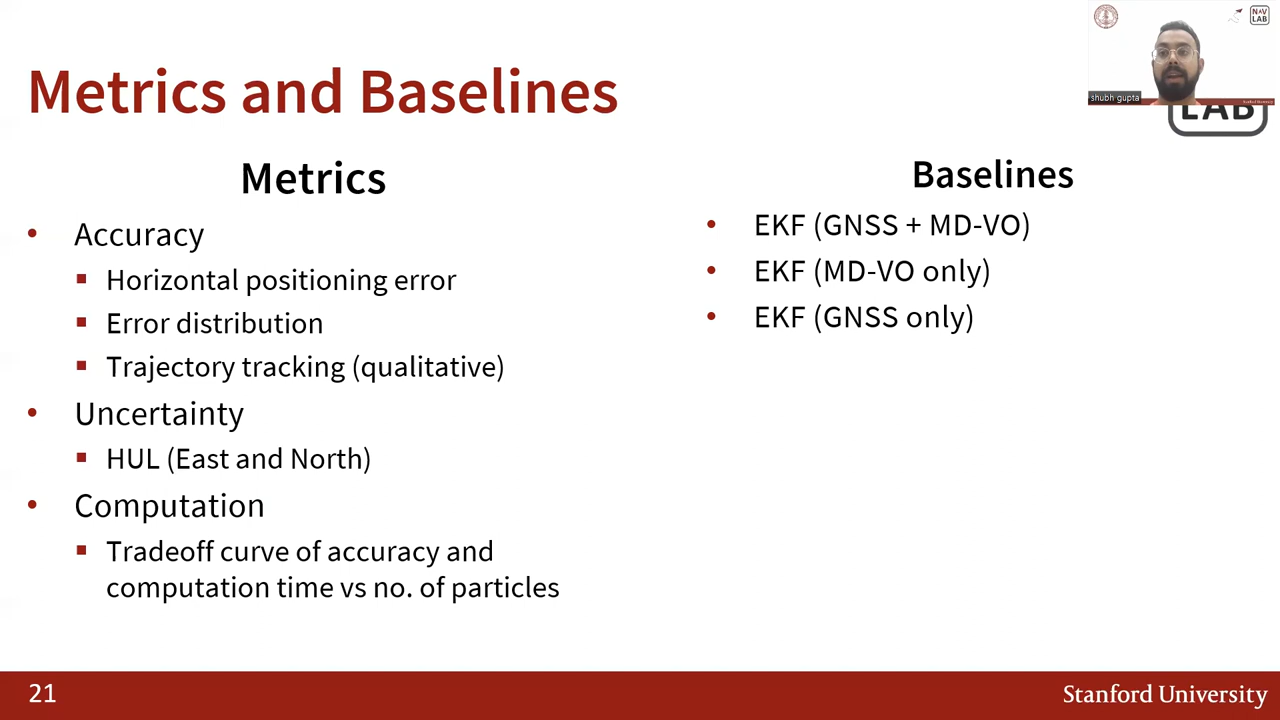 Metrics and Baselines
NAV
LAB
shubh gupta
LAB
Metrics
• Accuracy
▪ Horizontal positioning error
▪ Error distribution
▪ Trajectory tracking (qualitative)
• Uncertainty
▪ HUL (East and North)
• Computation
▪ Tradeoff curve of accuracy and
computation time vs no. of particles
Baselines
• EKF (GNSS + MD-VO)
• EKF (MD-VO only)
• EKF (GNSS only)
21
Stanford University